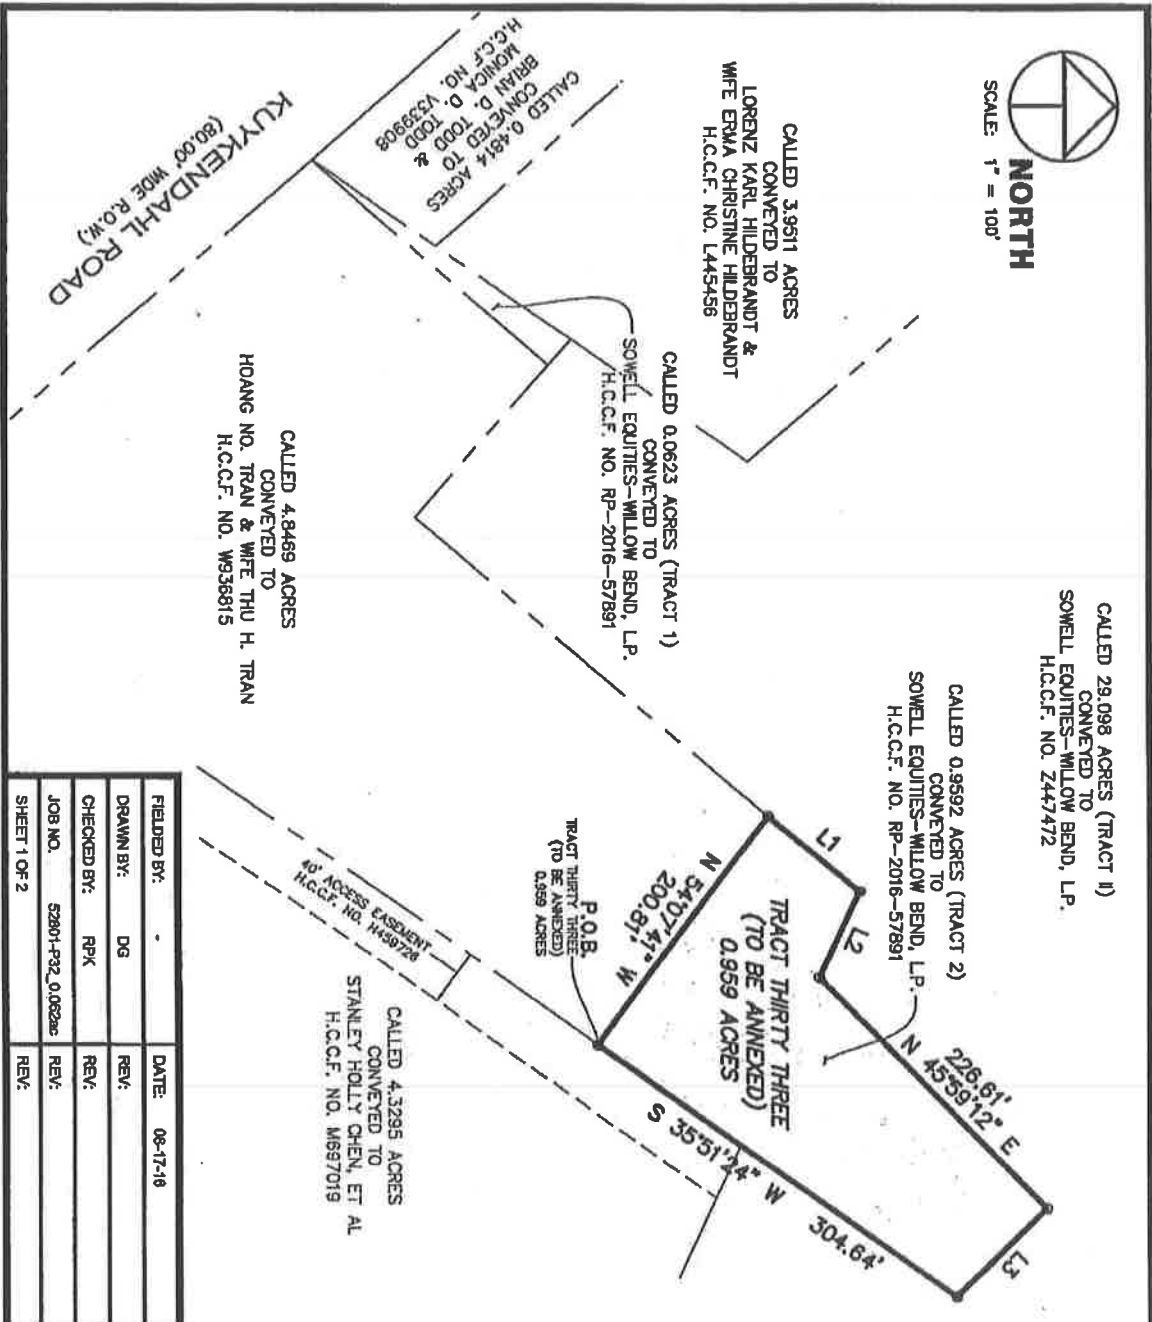 NORTH
SCALE: 1" = 100'
CALLED 29.098 ACRES (TRACT II)
CONVEYED TO
SOWELL EQUITIES-WILLOW BEND, L.P.
H.C.C.F. NO. Z447472
CALLED 0.9592 ACRES (TRACT 2)
CONVEYED TO
SOWELL EQUITIES-WILLOW BEND, L.P.
H.C.C.F. NO. RP-2016-57891
CALLED 3.9511 ACRES
CONVEYED TO
LORENZ KARL HILDEBRANDT &
WIFE ERMA CHRISTINE HILDEBRANDT
H.C.C.F. NO. L445456
CALLED 0.0623 ACRES (TRACT 1)
CONVEYED TO
SOWELL EQUITIES-WILLOW BEND, L.P.
H.C.C.F. NO. RP-2016-57891
CALLED 0.4814 ACRES
CONVEYED TO
BRIAN D. TODD &
MONICA D. TODD
H.C.C.F NO. V339908
KUYKENDAHL ROAD
(80.00' WIDE R.O.W.)
L1
L2
226.61'
N 45°59'12" E
L3
TRACT THIRTY THREE
(TO BE ANNEXED)
0.959 ACRES
N 54°07'41" W
200.81'
S 35°51'24" W 304.64'
P.O.B.
TRACT THIRTY THREE
(TO BE ANNEXED)
0.959 ACRES
40' ACCESS EASEMENT
H.C.C.F. NO. H459726
CALLED 4.8469 ACRES
CONVEYED TO
HOANG NO. TRAN & WIFE THU H. TRAN
H.C.C.F. NO. W936815
CALLED 4.3295 ACRES
CONVEYED TO
STANLEY HOLLY CHEN, ET AL
H.C.C.F. NO. M697019
FIELDED BY: - DATE: 06-17-16
DRAWN BY: DG REV:
CHECKED BY: RPK REV:
JOB NO. 52801-P32_0.062ac REV:
SHEET 1 OF 2 REV: